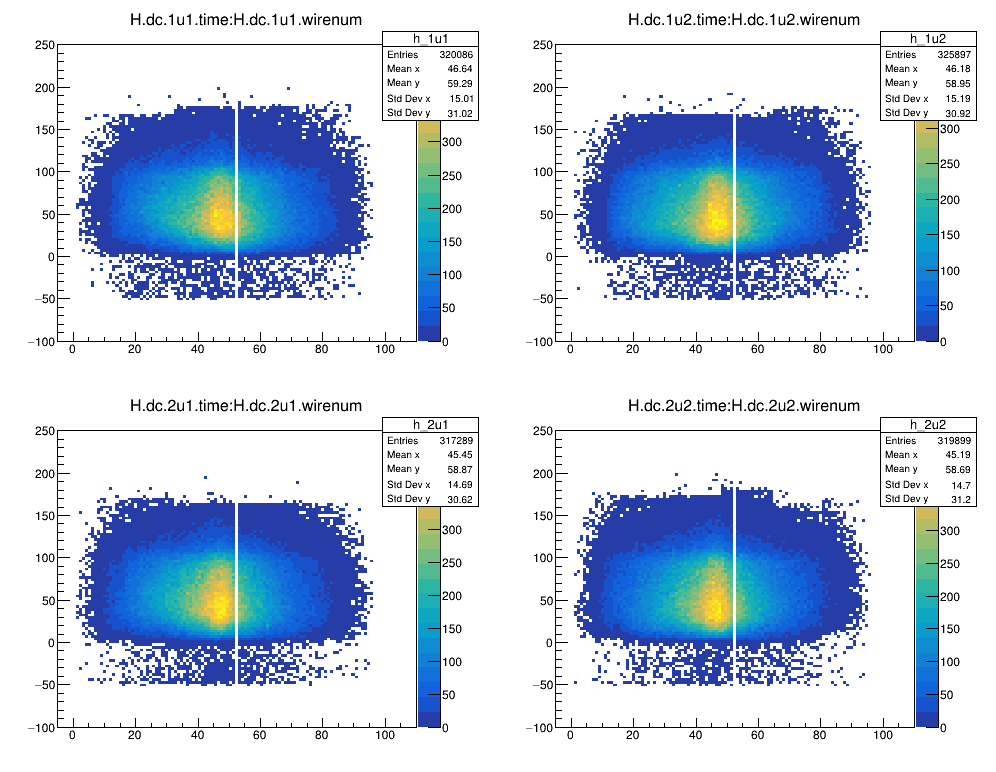 H.dc.1u1.time:H.dc.1u1.wirenum
h_1u1
Entries 320086
Mean x 46.64
Mean y 59.29
Std Dev x 15.01
Std Dev y 31.02
250
200
150
100
50
0
−50
−100
0 20 40 60 80 100
300
250
200
150
100
50
0
H.dc.1u2.time:H.dc.1u2.wirenum
h_1u2
Entries 325897
Mean x 46.18
Mean y 58.95
Std Dev x 15.19
Std Dev y 30.92
250
200
150
100
50
0
−50
−100
0 20 40 60 80 100
300
250
200
150
100
50
0
H.dc.2u1.time:H.dc.2u1.wirenum
h_2u1
Entries 317289
Mean x 45.45
Mean y 58.87
Std Dev x 14.69
Std Dev y 30.62
250
200
150
100
50
0
−50
−100
0 20 40 60 80 100
300
250
200
150
100
50
0
H.dc.2u2.time:H.dc.2u2.wirenum
h_2u2
Entries 319899
Mean x 45.19
Mean y 58.69
Std Dev x 14.7
Std Dev y 31.2
250
200
150
100
50
0
−50
−100
0 20 40 60 80 100
300
250
200
150
100
50
0